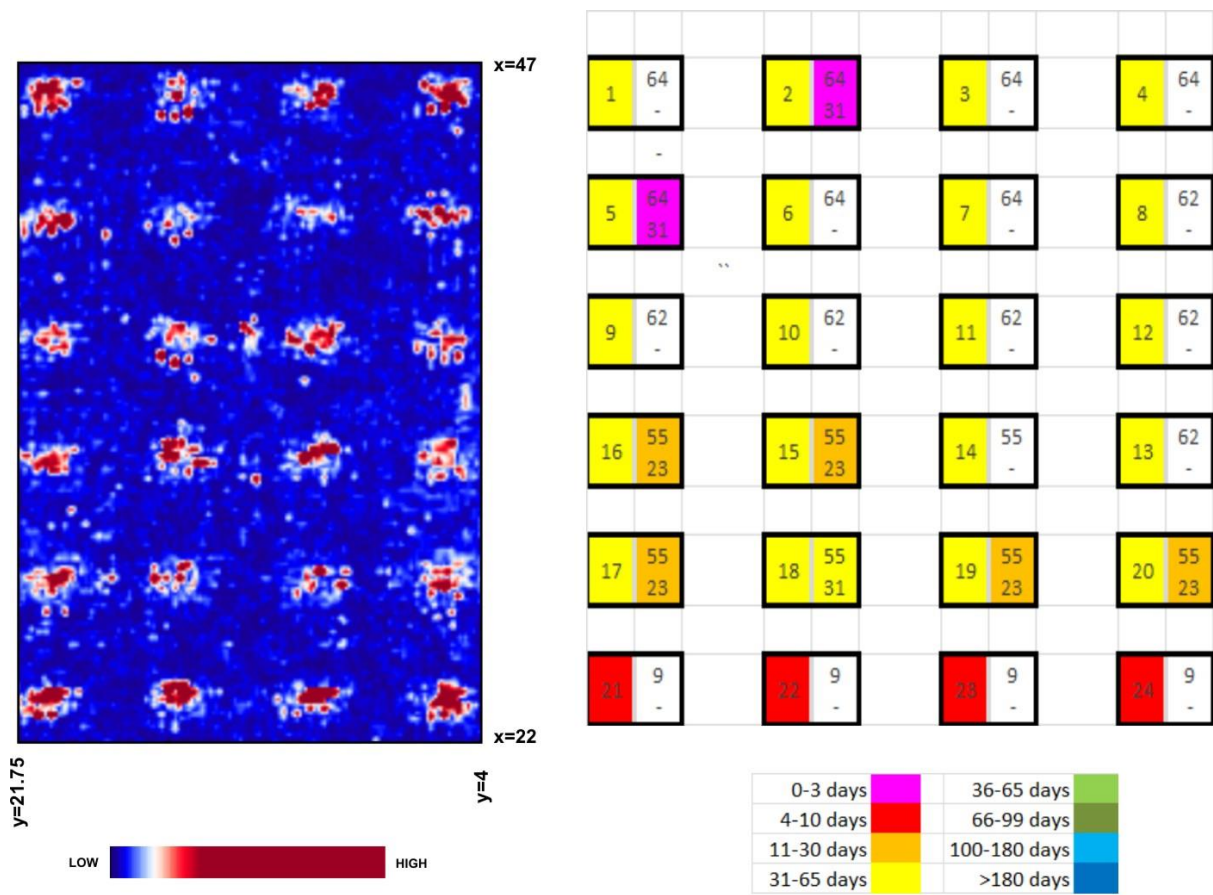 x=47
x=22
y=21.75
y=4
LOW
HIGH
1 64 -
2 64 31
3 64 -
4 64 -
-
5 64 31
6 64 -
7 64 -
8 62 -
``
9 62 -
10 62 -
11 62 -
12 62 -
16 55 23
15 55 23
14 55 -
13 62 -
17 55 23
18 55 31
19 55 23
20 55 23
21 9 -
22 9 -
23 9 -
24 9 -
0-3 days 36-65 days
4-10 days 66-99 days
11-30 days 100-180 days
31-65 days >180 days